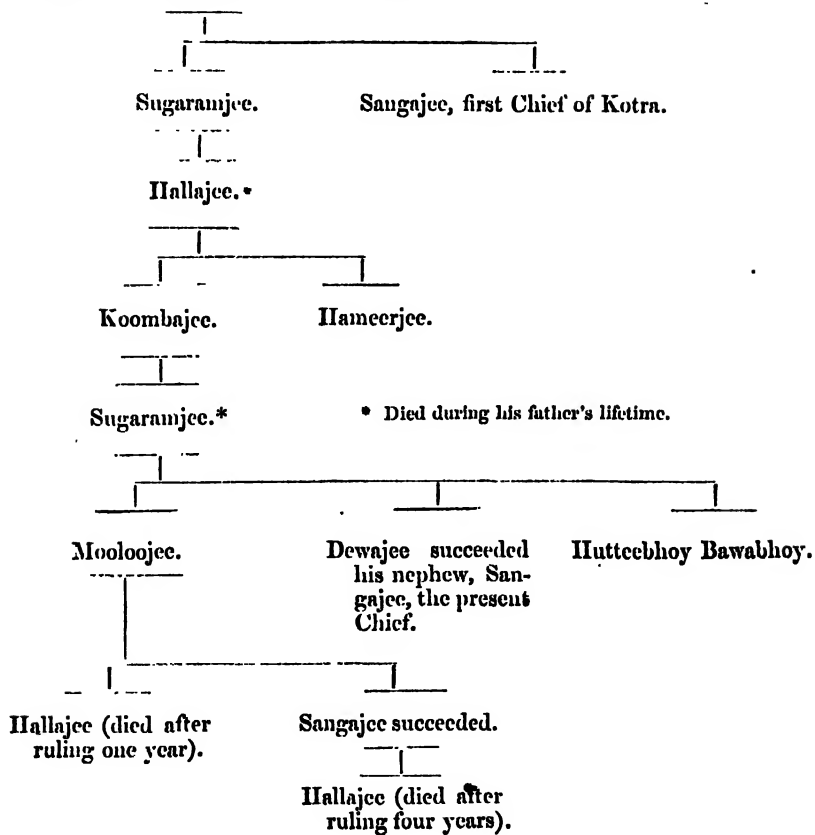 Sugaramjee. Sangajee, first Chief of Kotra.
Hallajee.*
Koombajee. Hameerjee.
Sugaramjee.* * Died during his father's lifetime.
Mooloojee. Dewajee succeeded his nephew, San- gajee, the present Chief. Hutteebhoy Bawabhoy.
Hallajee (died after
ruling one year).
Sangajee succeeded.
Hallajee (died after
ruling four years).